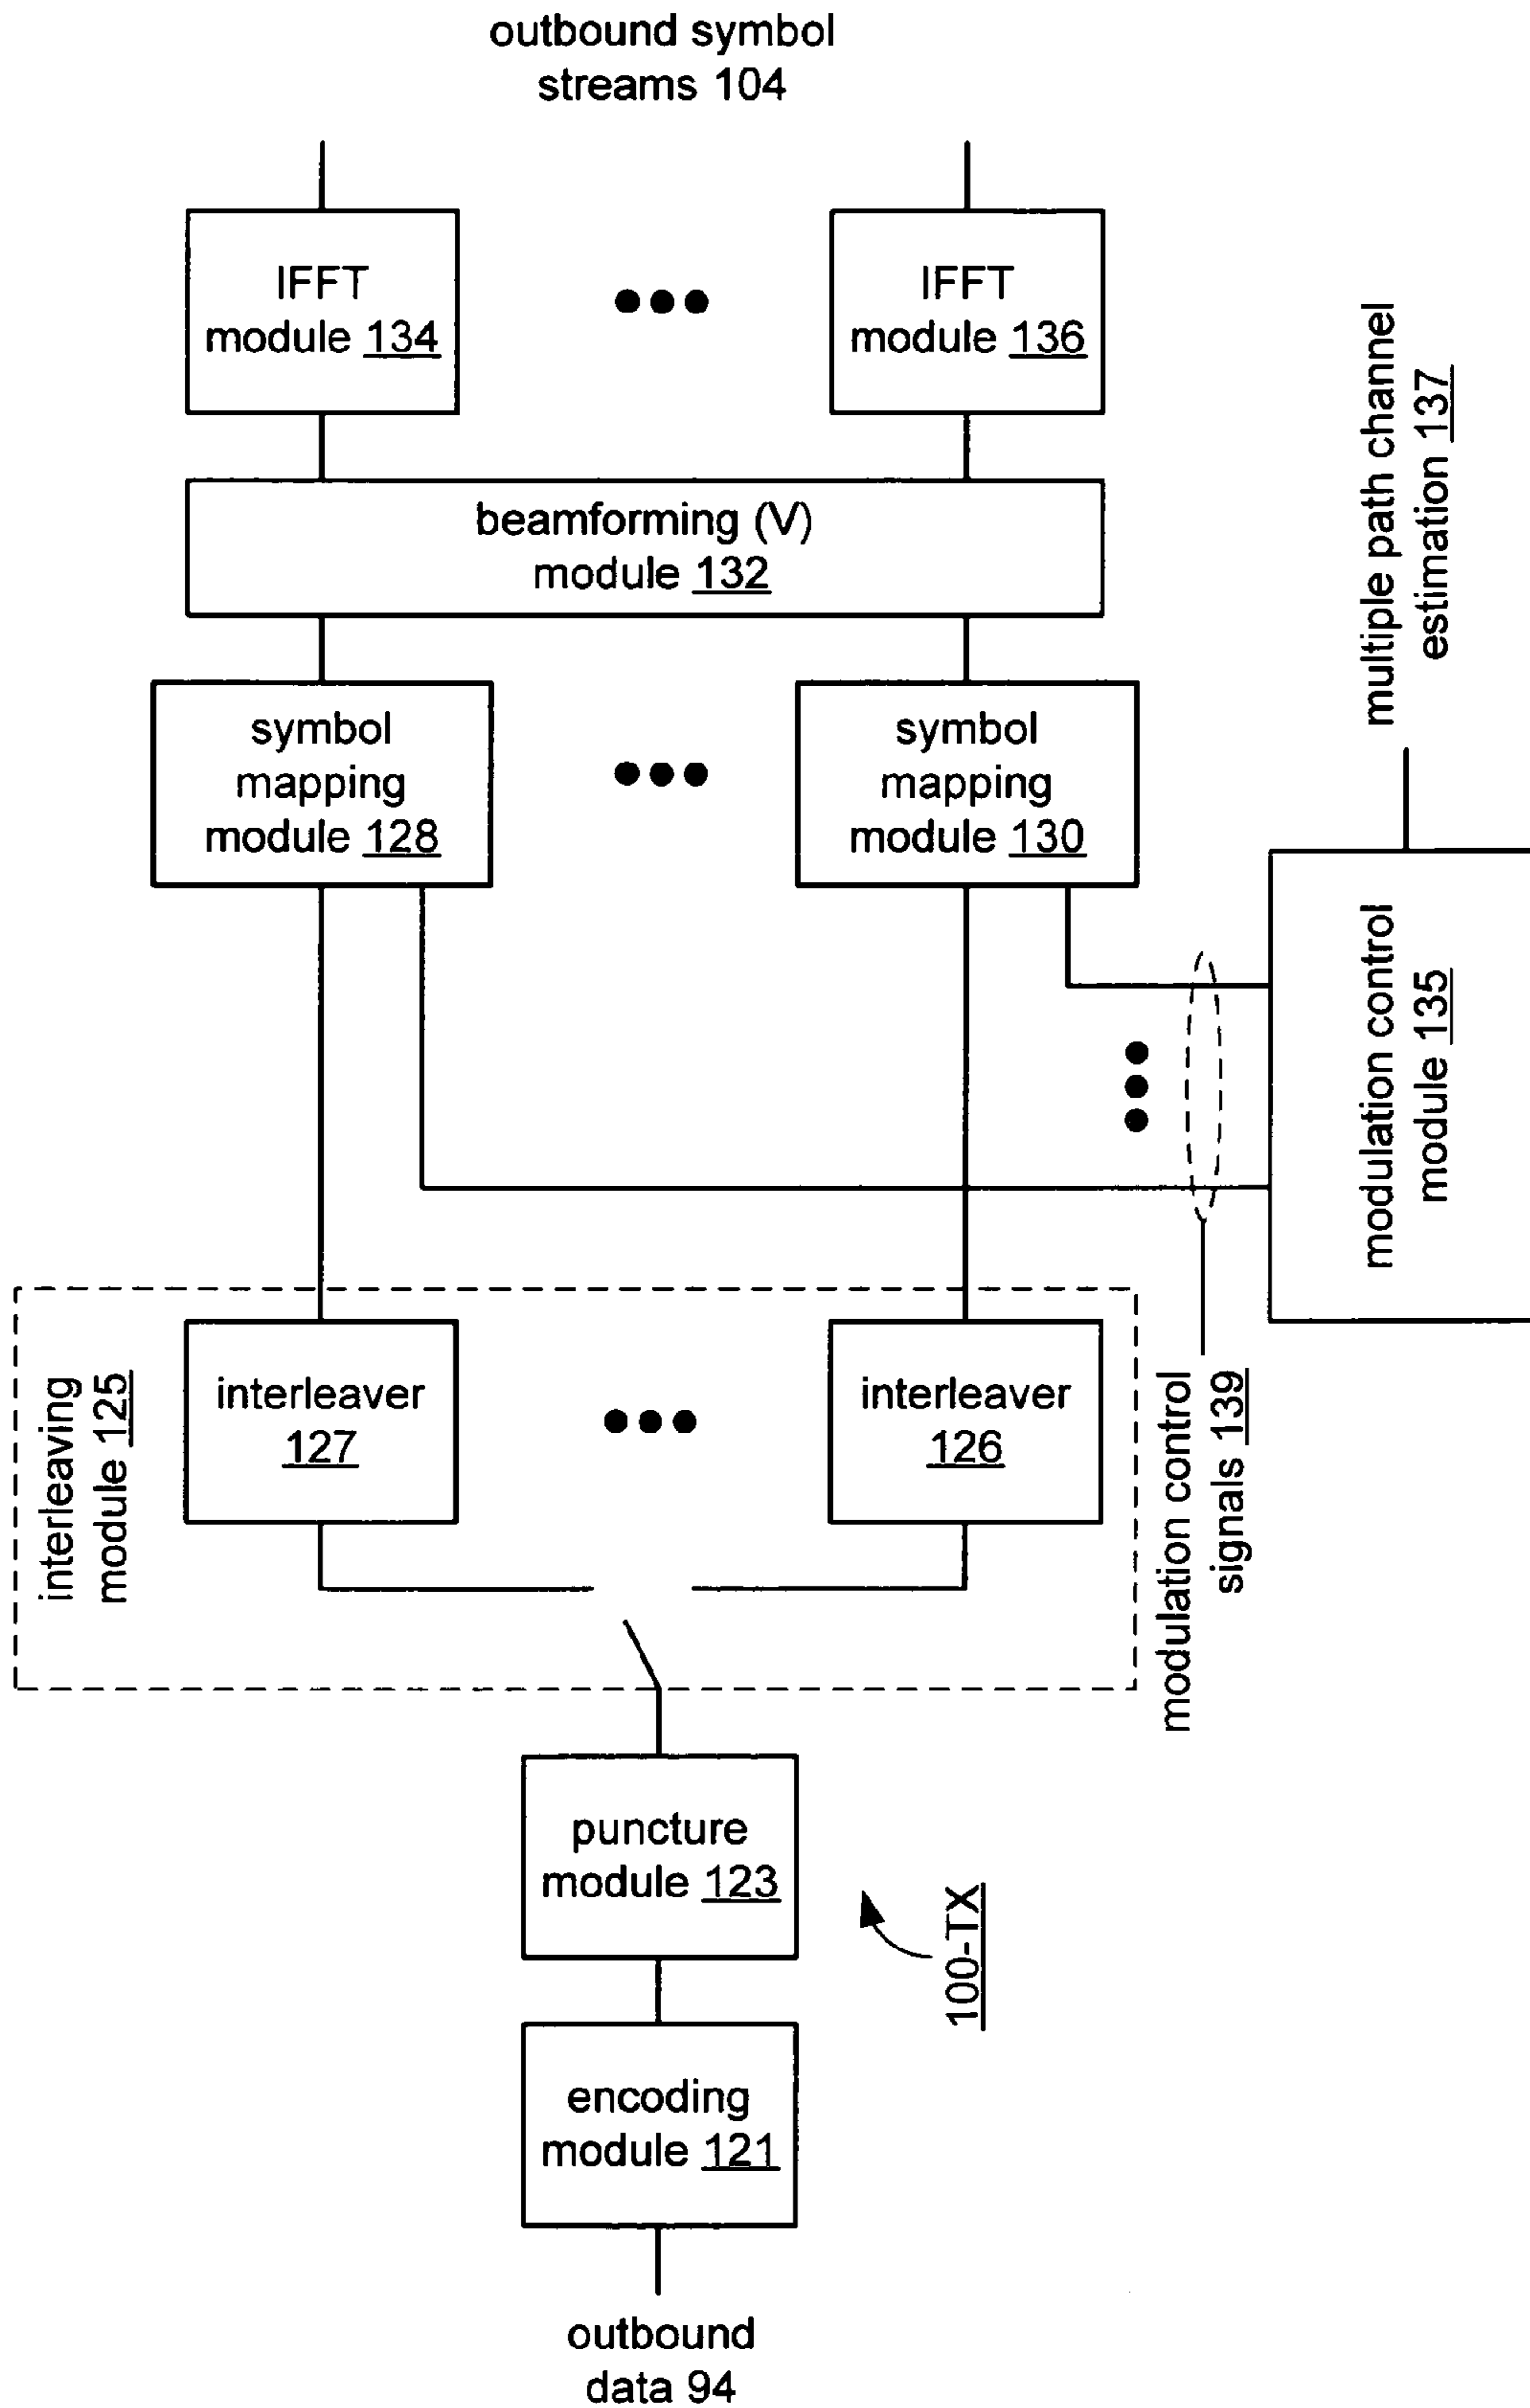 outbound symbol
streams 104
IFFT
module 134
IFFT
module 136
multiple path channel
estimation 137
beamforming (V)
module 132
symbol
mapping
module 128
symbol
mapping
module 130
modulation control
module 135
interleaving
module 125
interleaver
127
interleaver
126
modulation control
signals 139
puncture
module 123
100-TX
encoding
module 121
outbound
data 94